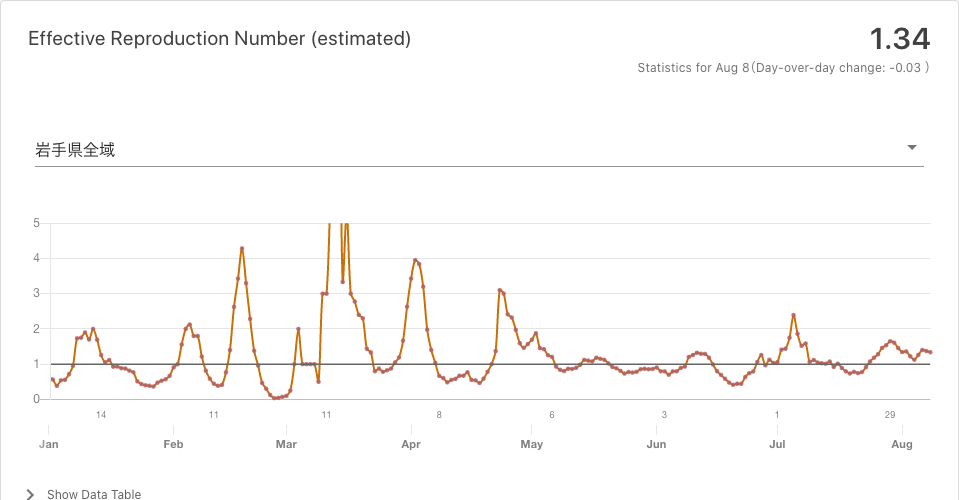 Effective Reproduction Number (estimated)
1.34
Statistics for Aug 8(Day-over-day change: -0.03 )
岩手県全域
5
4
3
2
1
0
14 11 11 8 6 3 1 29
Jan Feb Mar Apr May Jun Jul Aug
Show Data Table